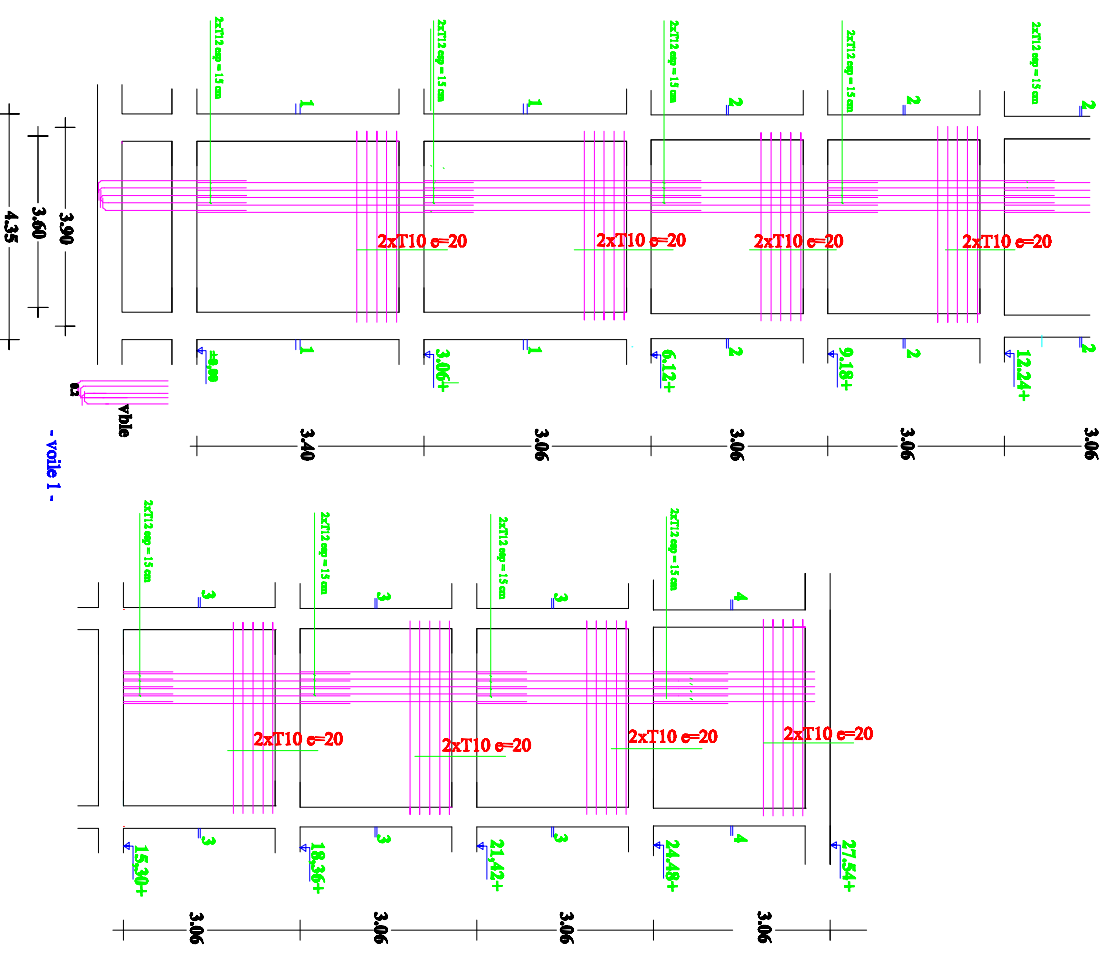 2xT12 esp = 15 cm
2xT12 esp = 15 cm
2xT12 esp = 15 cm
2xT12 esp = 15 cm
2xT12 esp = 15 cm
1
1
2
2
2
2xT10 e=20
2xT10 e=20
2xT10 e=20
2xT10 e=20
3.90
3.60
4.35
1
1
2
2
2
±0,00
3.06+
6.12+
9.18+
12.24+
0.2
vble
3.40
3.06
3.06
3.06
3.06
- voile 1 -
2xT12 esp = 15 cm
2xT12 esp = 15 cm
2xT12 esp = 15 cm
2xT12 esp = 15 cm
3
3
3
4
2xT10 e=20
2xT10 e=20
2xT10 e=20
2xT10 e=20
3
3
3
4
15.30+
18.36+
21,42+
24.48+
27.54+
3.06
3.06
3.06
3.06